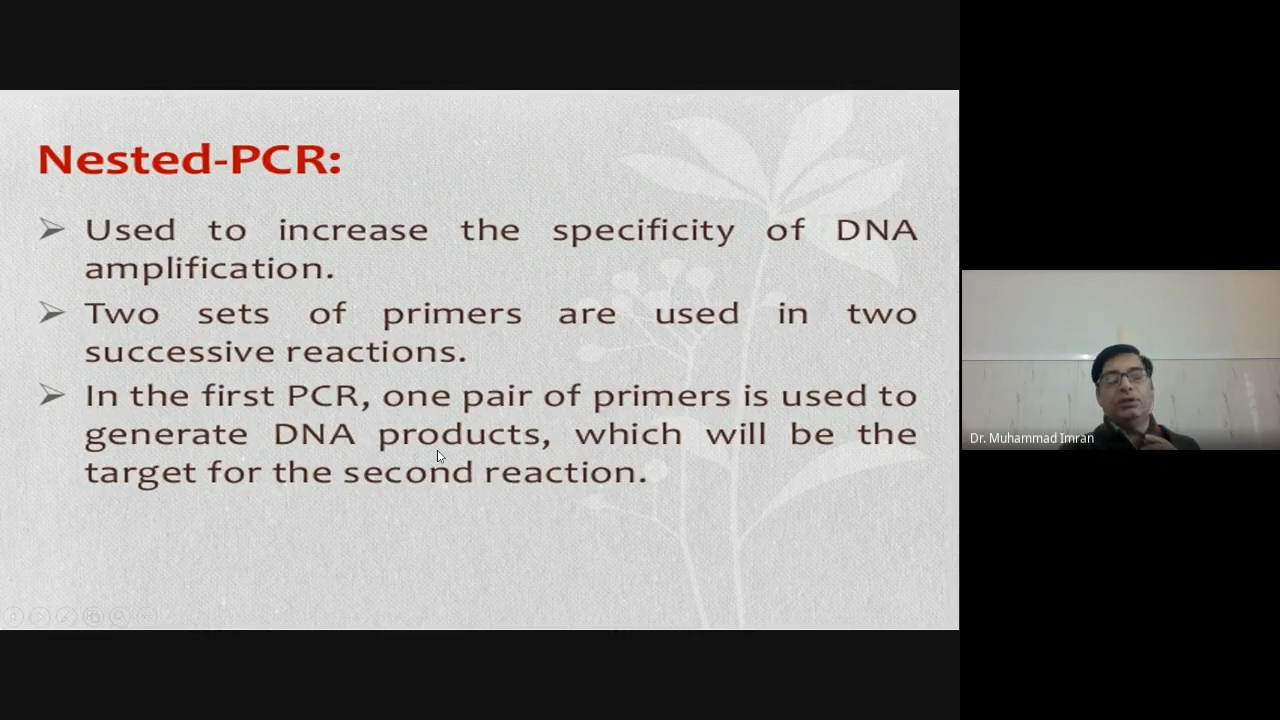 Nested-PCR:
Used to increase the specificity of DNA
amplification.
Two sets of primers are used in two
successive reactions.
In the first PCR, one pair of primers is used to
generate DNA products, which will be the
target for the second reaction.
Dr. Muhammad Imran